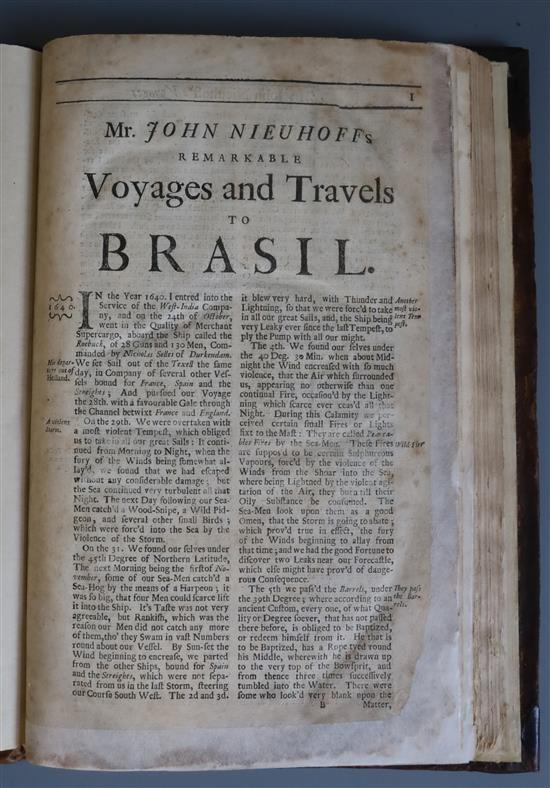 1
Mr. JOHN NIEUHOFFs
REMARKABLE
Voyages and Travels
TO
BRASIL.
1640.
IN the Year 1640. I entred into the
Service of the West-India Compa-
ny, and on the 24th of October,
went in the Quality of Merchant
Supercargo, aboard the Ship called the
Roebuck, of 28 Guns and 130 Men, Com-
manded by Nicholas Selles of Durkendam.
His depar-
ture out of
Holland.
We set Sail out of the Texell the same
day, in Company of several other Ves-
sels bound for France, Spain and the
Streights; And pursued our Voyage
the 28th. with a favourable Gale through
the Channel betwixt France and England.
A violent
Storm.
On the 29th. We were overtaken with
a most violent Tempest, which obliged
us to take in all our great Sails: It conti-
nued from Morning to Night, when the
fury of the Winds being somewhat al-
lay'd, we found that we had escaped
without any considerable damage; but
the Sea continued very turbulent all that
Night. The next Day following our Sea-
Men catch'd a Wood-Snipe, a Wild Pid-
geon, and several other small Birds;
which were forc'd into the Sea by the
Violence of the Storm.
On the 31. We found our selves under
the 45th Degree of Northern Latitude,
The next Morning being the first of No-
vember, some of our Sea-Men catch'd a
Sea-Hog by the means of a Harpeon; it
was so big, that four Men could scarce lift
it into the Ship. It's Taste was not very
agreeable, but Rankish, which was the
reason our Men did not catch any more
of them, tho' they Swam in vast Numbers
round about our Vessel. By Sun-set the
Wind beginning to encrease, we parted
from the other Ships, bound for Spain
and the Streights, which were not sepa-
rated from us in the last Storm, steering
our Course South West. The 2d and 3d.
it blew very hard, with Thunder and
Lightning, so that we were forc'd to take
in all our great Sails, and, the Ship being
very Leaky ever since the last Tempest, to
ply the Pump with all our might.
Another
most vio-
lent Tem-
pest.
The 4th. We found our selves under
the 40 Deg. 30 Min. when about Mid-
night the Wind encreased with so much
violence, that the Air which surrounded
us, appearing no otherwise than one
continual Fire, occasion'd by the Light-
ning which scarce ever ceas'd all that
Night. During this Calamity we per-
ceived certain small Fires or Lights
fixt to the Mast: They are called Peacea-
ble Fires by the Sea-Men. These Fires
Wild-Fire
are suppos'd to be certain Sulphureous
Vapours, forc'd by the violence of the
Winds from the Shoar into the Sea,
where being Lightned by the violent agi-
tation of the Air, they burn till their
Oily Substance be consumed. The
Sea-Men look upon them as a good
Omen, that the Storm is going to abate;
which prov'd true in effect, the fury
of the Winds beginning to allay from
that time; and we had the good Fortune to
discover two Leaks near our Forecastle,
which else might have prov'd of dange-
rous Consequence.
The 5th we pass'd the Barrels, under
the 39th Degree; where according to an
They pass
the Bar-
rels.
ancient Custom, every one, of what Qua-
lity or Degree soever, that has not passed
there before, is obliged to be Baptized,
or redeem himself from it. He that is
to be Baptized, has a Rope tyed round
his Middle, wherewith he is drawn up
to the very top of the Bowsprit, and
from thence three times successively
tumbled into the Water. There were
some who look'd very blank upon the
B
Matter,